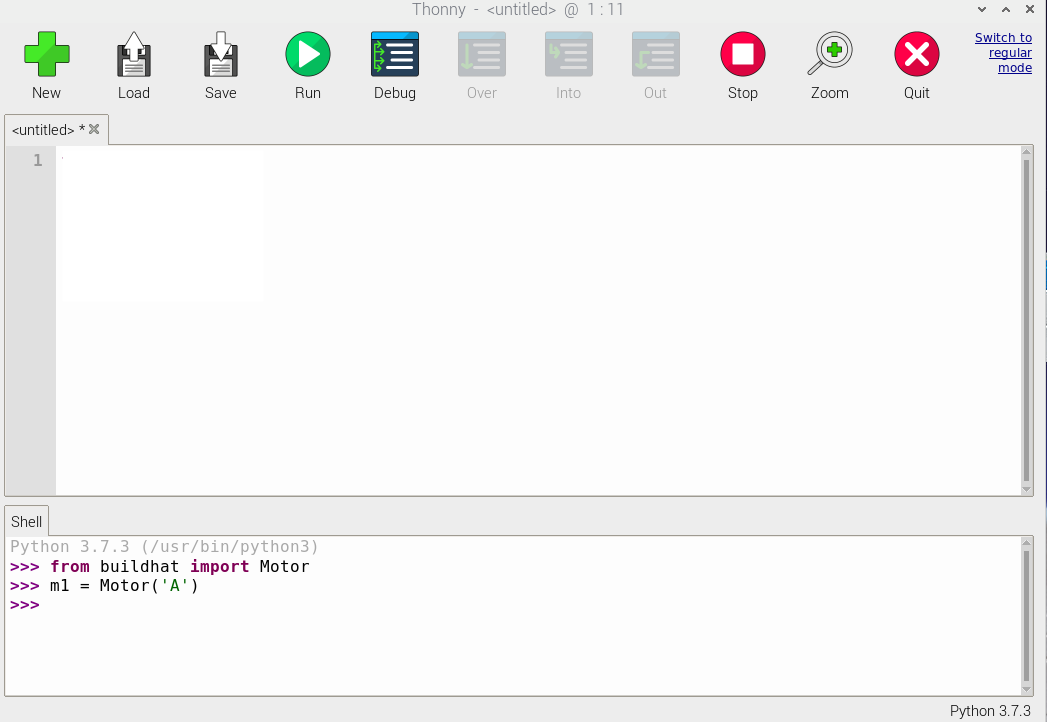 Thonny - <untitled> @ 1 : 11
New Load Save Run Debug Over Into Out Stop Zoom Quit
Switch to
regular
mode
<untitled> *
1
Shell
Python 3.7.3 (/usr/bin/python3)
>>> from buildhat import Motor
>>> m1 = Motor('A')
>>>
Python 3.7.3